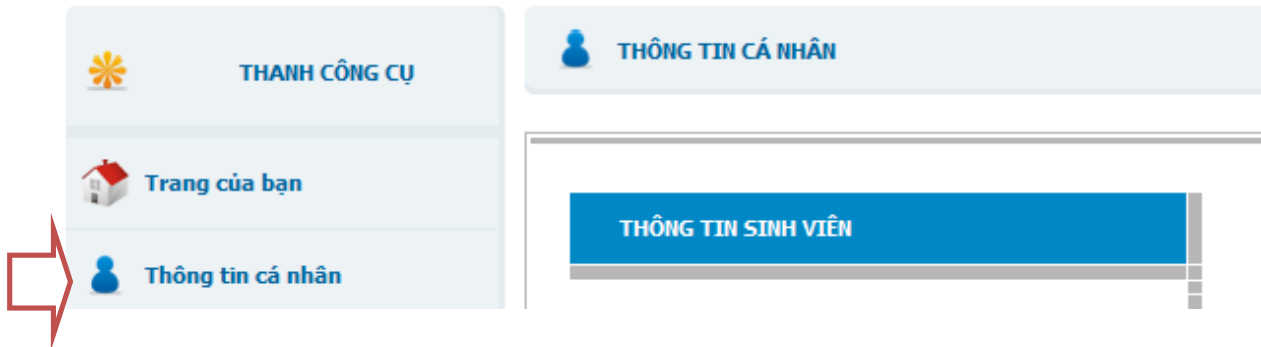 THANH CÔNG CỤ
Trang của bạn
Thông tin cá nhân
THÔNG TIN CÁ NHÂN
THÔNG TIN SINH VIÊN